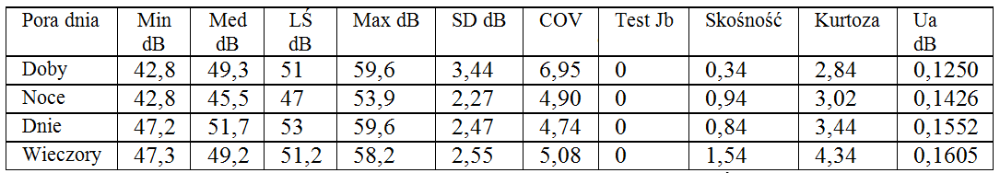 Pora dnia Min dB Med dB LŚ dB Max dB SD dB COV Test Jb Skośność Kurtoza Ua dB
Doby 42,8 49,3 51 59,6 3,44 6,95 0 0,34 2,84 0,1250
Noce 42,8 45,5 47 53,9 2,27 4,90 0 0,94 3,02 0,1426
Dnie 47,2 51,7 53 59,6 2,47 4,74 0 0,84 3,44 0,1552
Wieczory 47,3 49,2 51,2 58,2 2,55 5,08 0 1,54 4,34 0,1605